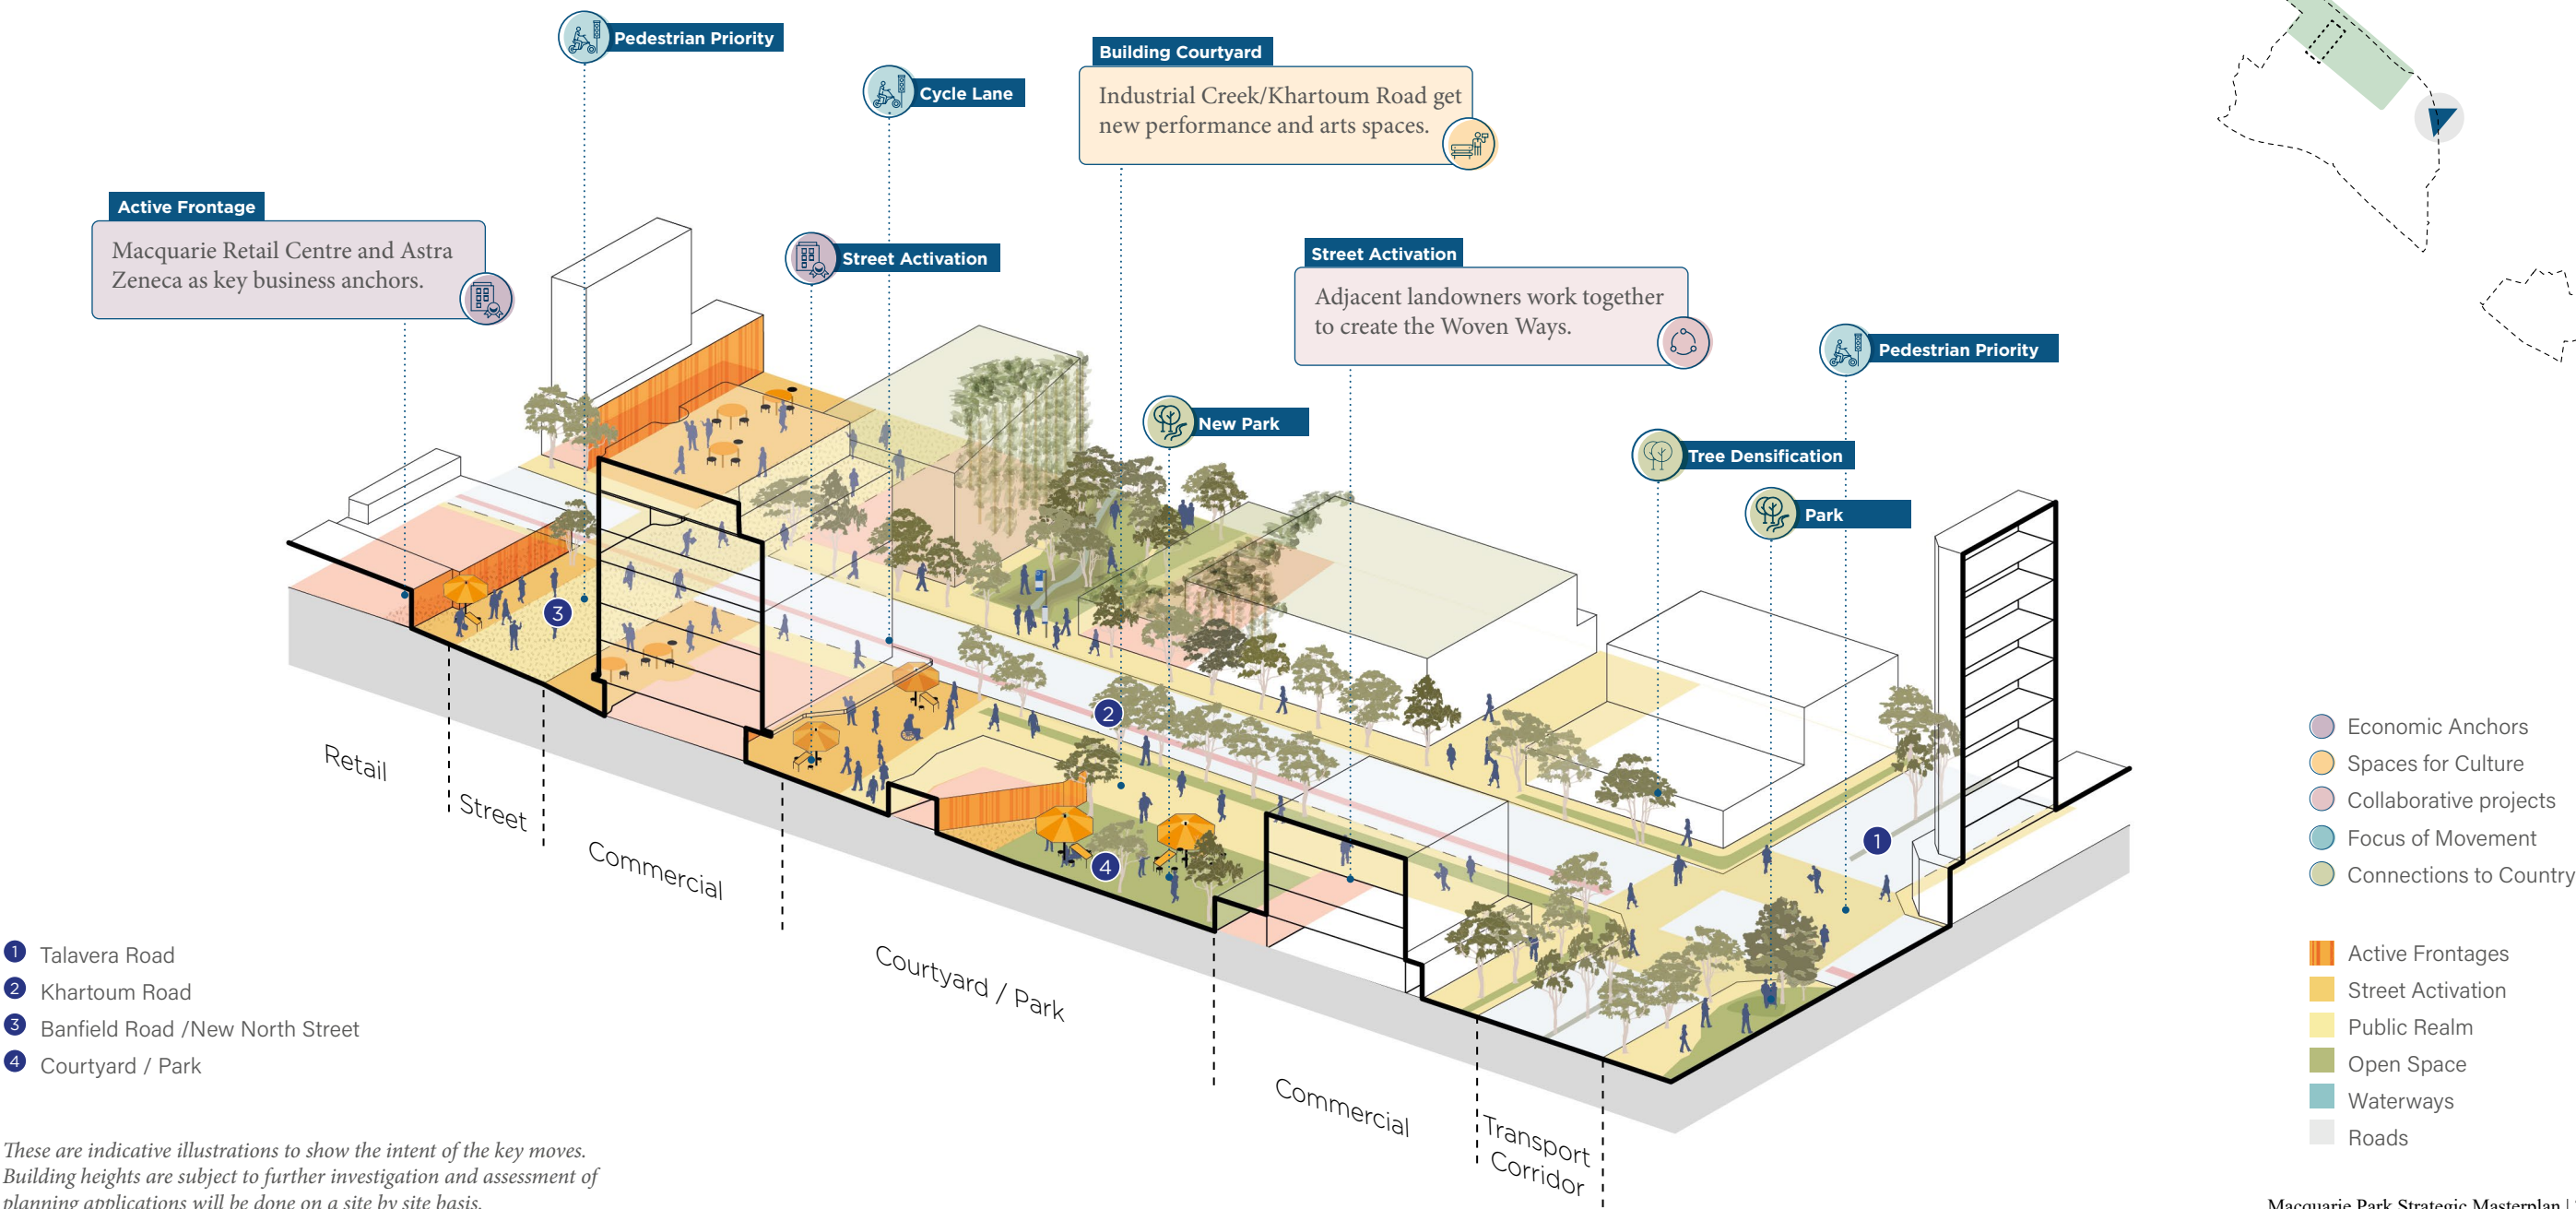 Pedestrian Priority
Building Courtyard
Industrial Creek/Khartoum Road get
new performance and arts spaces.
Cycle Lane
Active Frontage
Macquarie Retail Centre and Astra
Zeneca as key business anchors.
Street Activation
Street Activation
Adjacent landowners work together
to create the Woven Ways.
Pedestrian Priority
New Park
Tree Densification
Park
3
2
1
4
Retail
Street
Commercial
Courtyard / Park
Commercial
Transport
Corridor
1 Talavera Road
2 Khartoum Road
3 Banfield Road /New North Street
4 Courtyard / Park
These are indicative illustrations to show the intent of the key moves.
Building heights are subject to further investigation and assessment of
planning applications will be done on a site by site basis.
Economic Anchors
Spaces for Culture
Collaborative projects
Focus of Movement
Connections to Country
Active Frontages
Street Activation
Public Realm
Open Space
Waterways
Roads
Macquarie Park Strategic Masterplan |